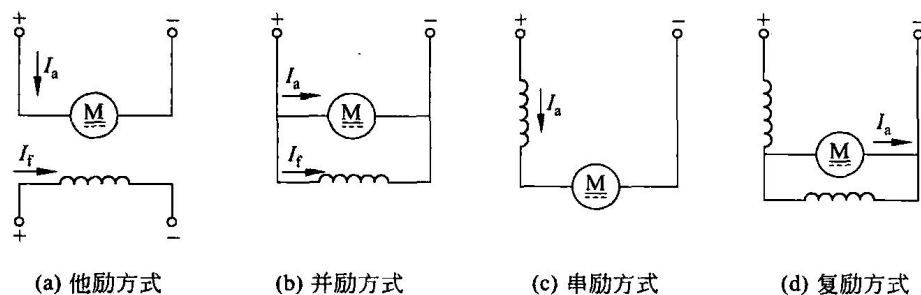 + − + − + − + −
I_a I_a I_a I_a
M M M M
I_f I_f
+ −
(a) 他励方式 (b) 并励方式 (c) 串励方式 (d) 复励方式